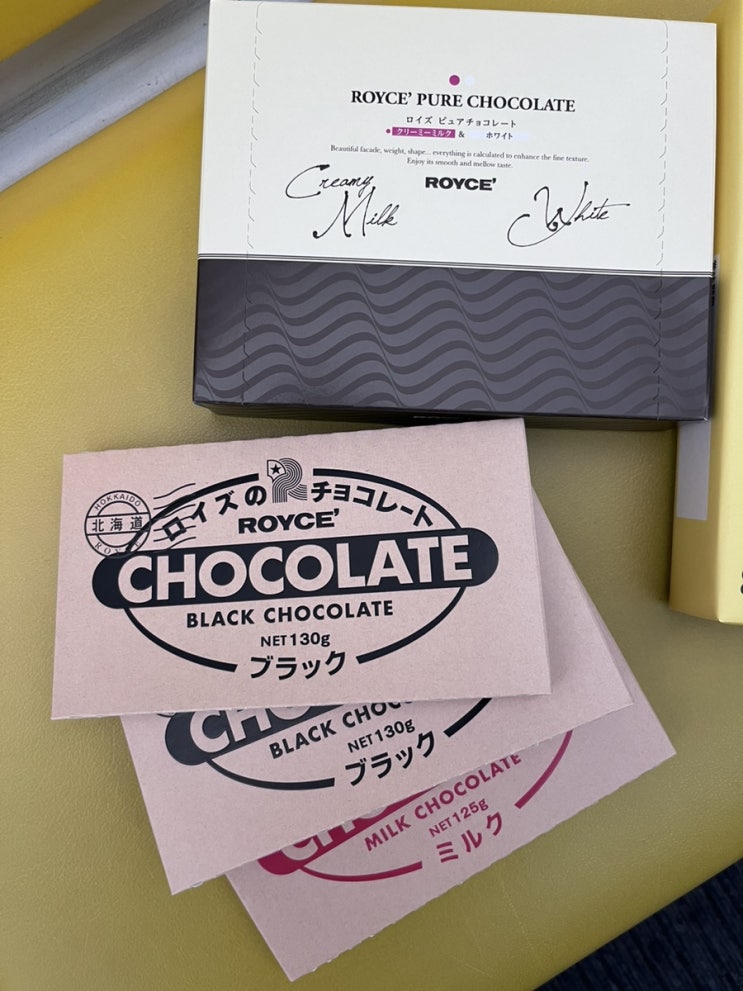 ROYCE' PURE CHOCOLATE
ロイズ ピュアチョコレート
クリーミーミルク & ホワイト
Beautiful facade, weight, shape... everything is calculated to enhance the fine texture.
Enjoy its smooth and mellow taste.
Creamy Milk
ROYCE'
White
HOKKAIDO
北海道
ロイズの R チョコレート
ROYCE'
CHOCOLATE
BLACK CHOCOLATE
NET 130g
ブラック
BLACK
NET 130g
ブラック
MILK CHOCOLATE
NET 125g
ミルク